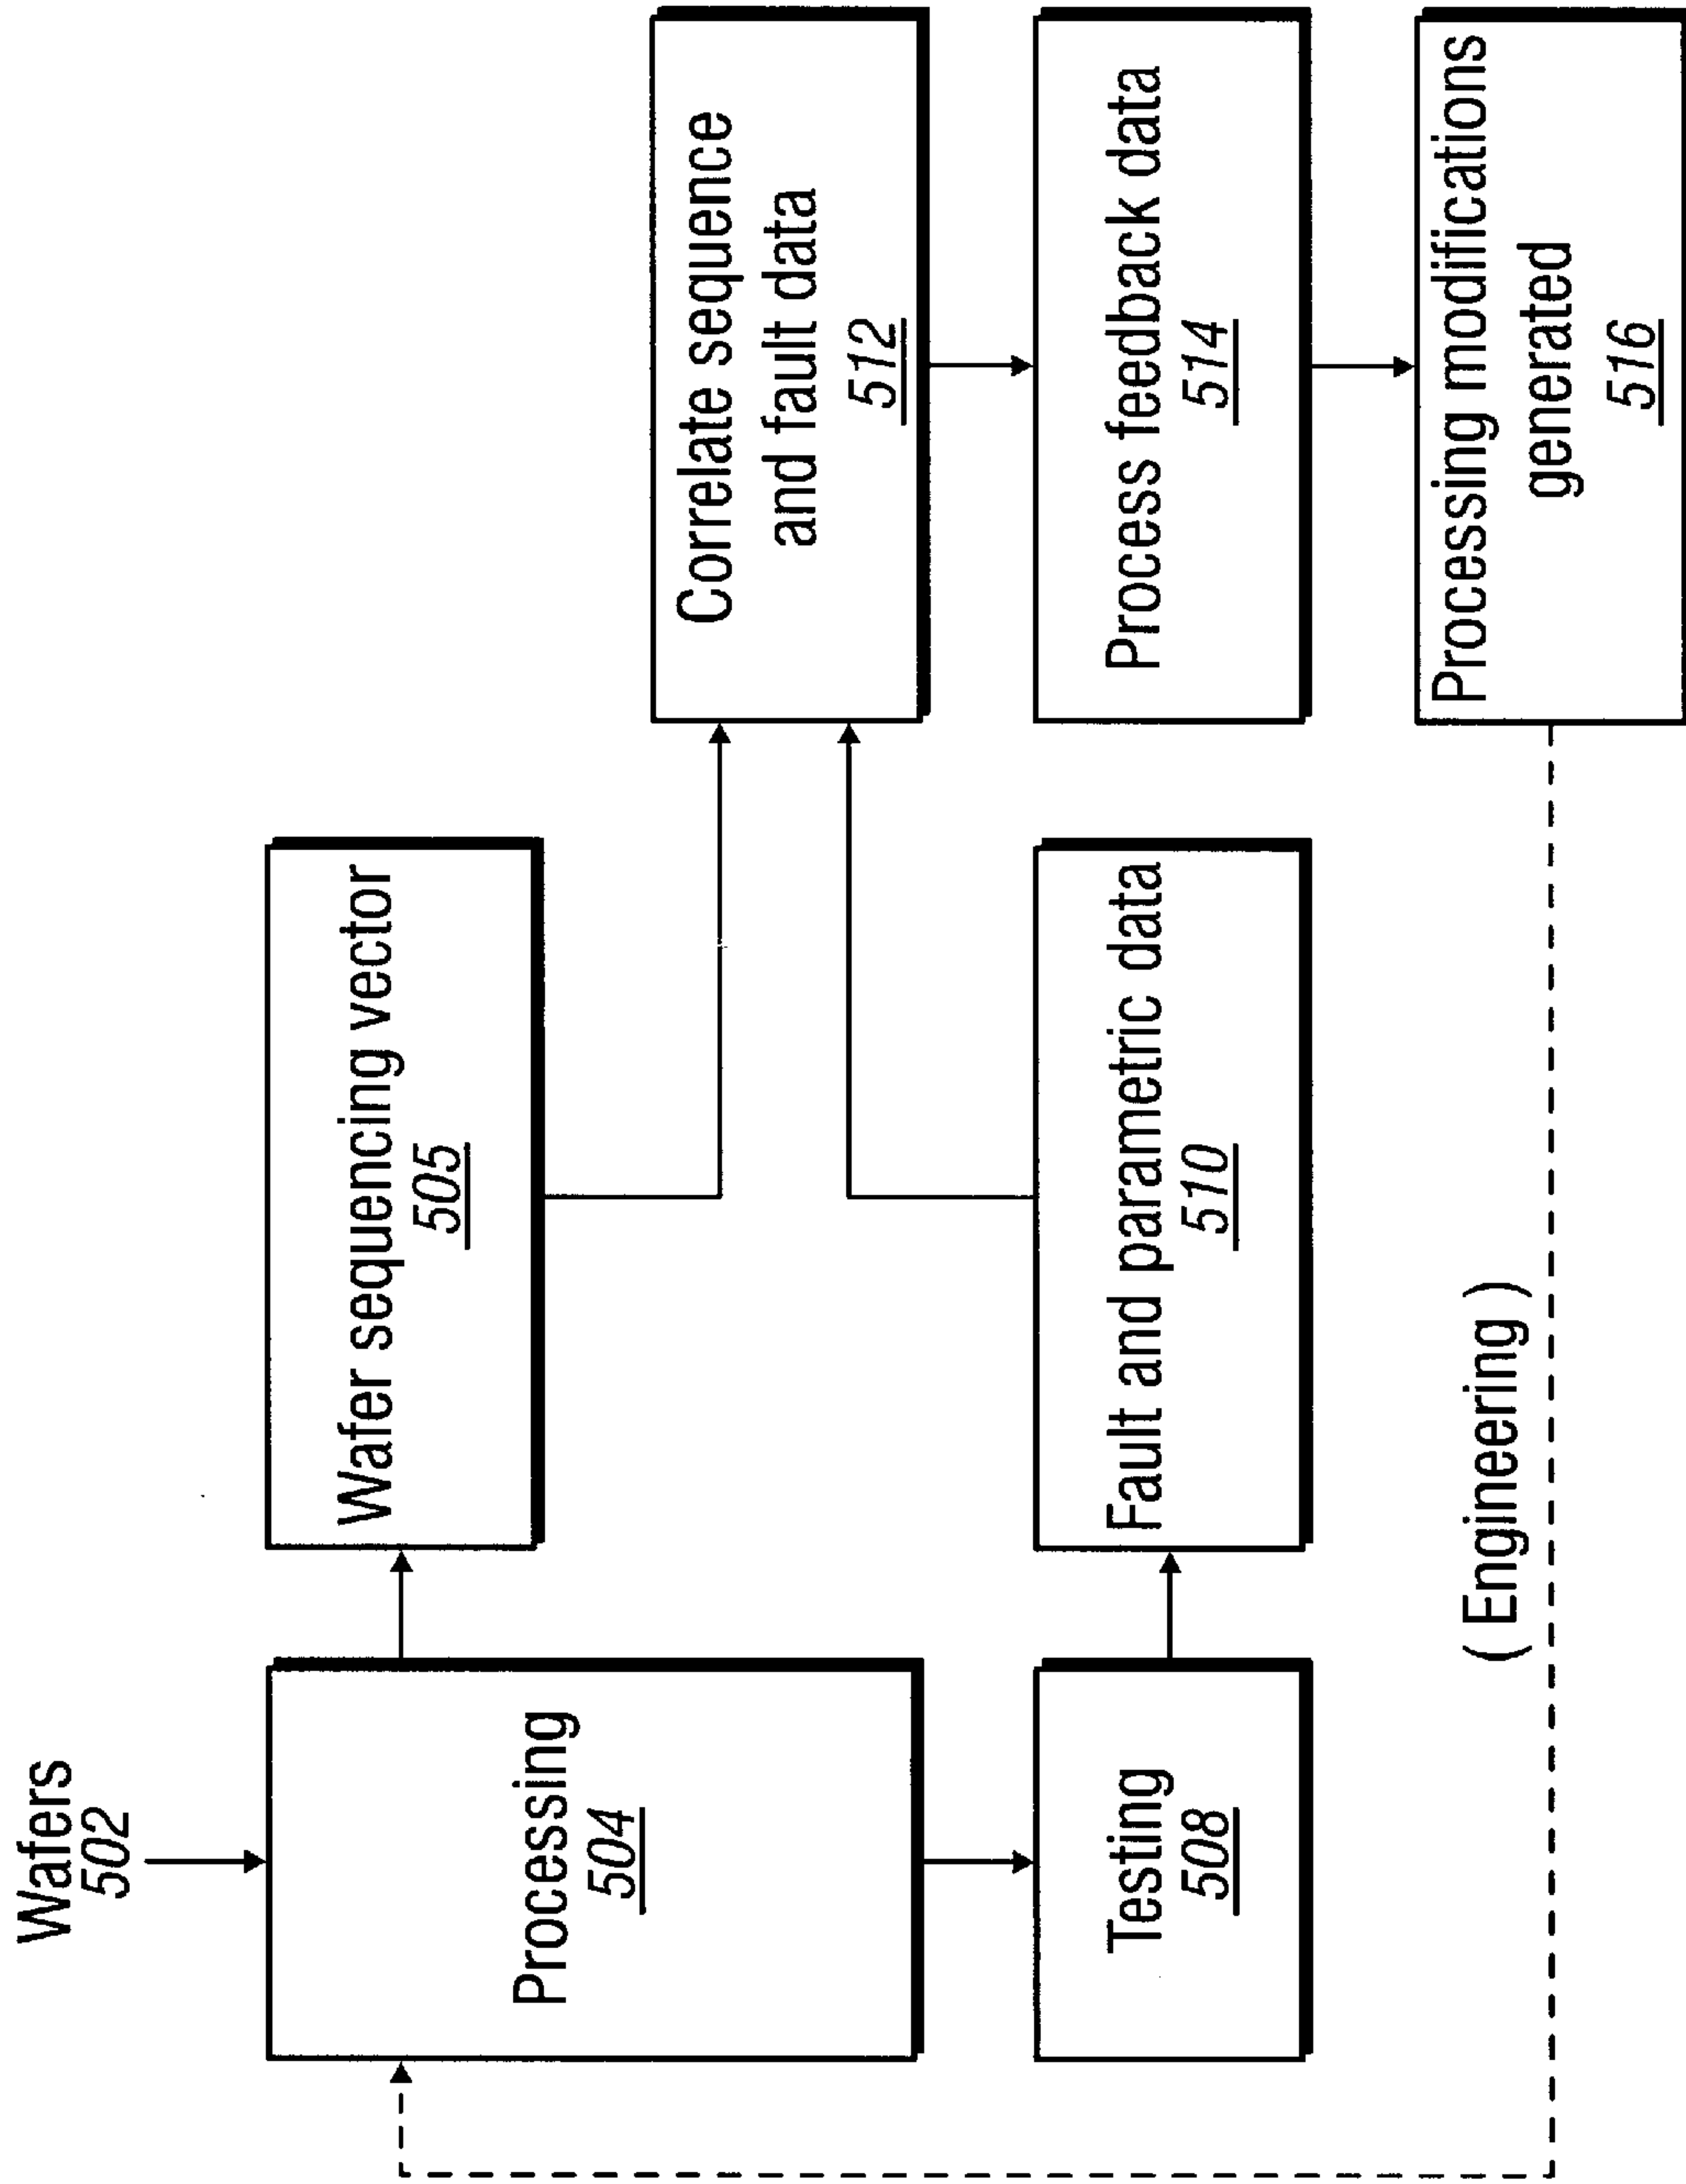 Wafers
502
Processing
504
Wafer sequencing vector
505
Testing
508
Fault and parametric data
510
Correlate sequence
and fault data
512
Process feedback data
514
Processing modifications
generated
516
( Engineering )